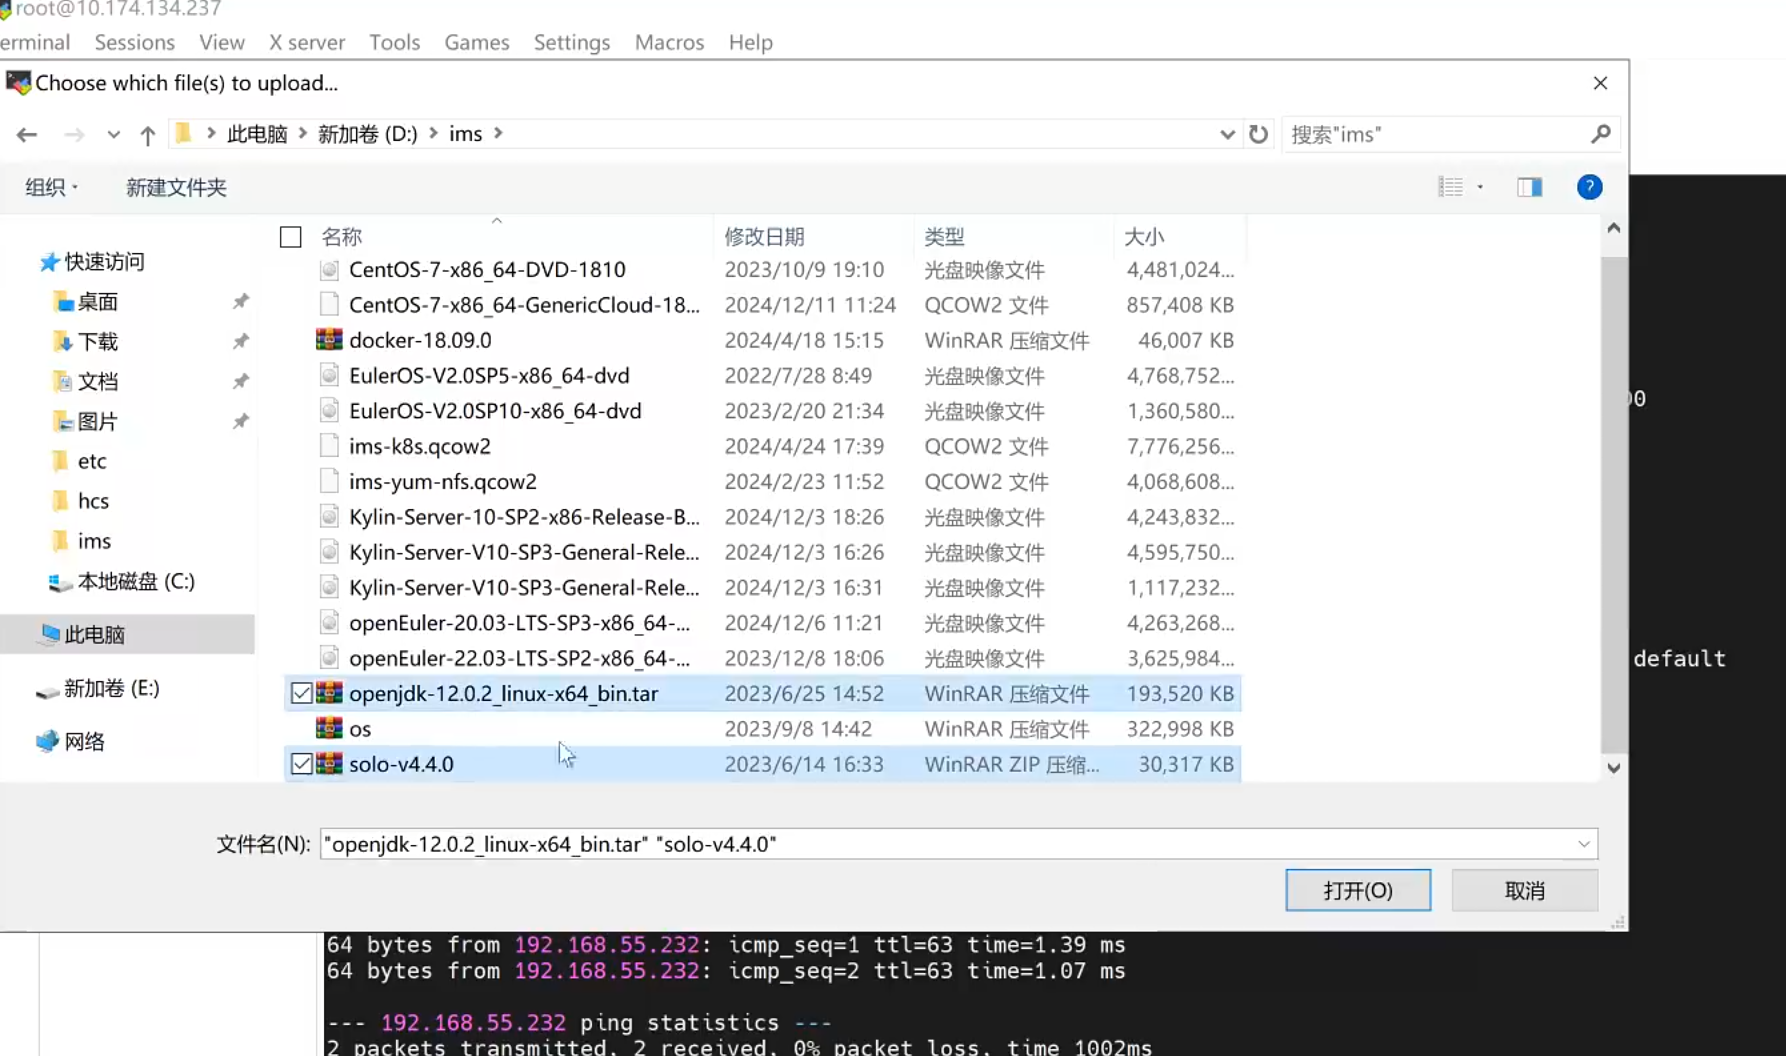 root@10.174.134.237
erminal Sessions View X server Tools Games Settings Macros Help
Choose which file(s) to upload...
此电脑 新加卷 (D:) ims
搜索"ims"
组织 新建文件夹
名称 修改日期 类型 大小
快速访问
桌面
下载
文档
图片
etc
hcs
ims
本地磁盘 (C:)
此电脑
新加卷 (E:)
网络
CentOS-7-x86_64-DVD-1810 2023/10/9 19:10 光盘映像文件 4,481,024...
CentOS-7-x86_64-GenericCloud-18... 2024/12/11 11:24 QCOW2 文件 857,408 KB
docker-18.09.0 2024/4/18 15:15 WinRAR 压缩文件 46,007 KB
EulerOS-V2.0SP5-x86_64-dvd 2022/7/28 8:49 光盘映像文件 4,768,752...
EulerOS-V2.0SP10-x86_64-dvd 2023/2/20 21:34 光盘映像文件 1,360,580...
ims-k8s.qcow2 2024/4/24 17:39 QCOW2 文件 7,776,256...
ims-yum-nfs.qcow2 2024/2/23 11:52 QCOW2 文件 4,068,608...
Kylin-Server-10-SP2-x86-Release-B... 2024/12/3 18:26 光盘映像文件 4,243,832...
Kylin-Server-V10-SP3-General-Rele... 2024/12/3 16:26 光盘映像文件 4,595,750...
Kylin-Server-V10-SP3-General-Rele... 2024/12/3 16:31 光盘映像文件 1,117,232...
openEuler-20.03-LTS-SP3-x86_64-... 2024/12/6 11:21 光盘映像文件 4,263,268...
openEuler-22.03-LTS-SP2-x86_64-... 2023/12/8 18:06 光盘映像文件 3,625,984...
openjdk-12.0.2_linux-x64_bin.tar 2023/6/25 14:52 WinRAR 压缩文件 193,520 KB
os 2023/9/8 14:42 WinRAR 压缩文件 322,998 KB
solo-v4.4.0 2023/6/14 16:33 WinRAR ZIP 压缩... 30,317 KB
default
文件名(N): "openjdk-12.0.2_linux-x64_bin.tar" "solo-v4.4.0"
打开(O) 取消
64 bytes from 192.168.55.232: icmp_seq=1 ttl=63 time=1.39 ms
64 bytes from 192.168.55.232: icmp_seq=2 ttl=63 time=1.07 ms
--- 192.168.55.232 ping statistics ---
2 packets transmitted, 2 received, 0% packet loss, time 1002ms